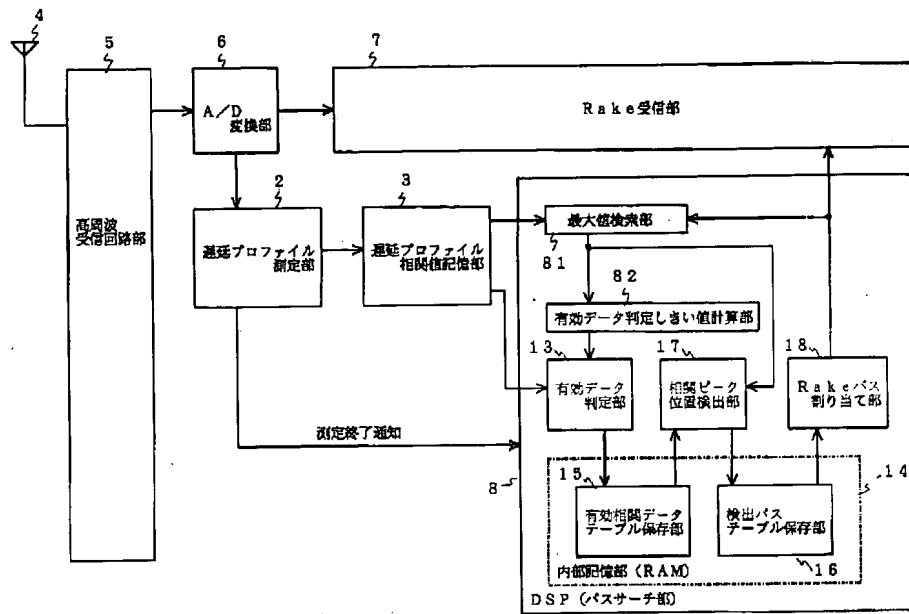 4
5
6
7
A/D
変換部
Rake受信部
高周波
受信回路部
2
3
遅延プロファイル
測定部
遅延プロファイル
相関値記憶部
最大値検索部
81
82
有効データ判定しきい値計算部
13
17
18
有効データ
判定部
相関ピーク
位置検出部
Rakeパス
割り当て部
測定終了通知
8
14
15
有効相関データ
テーブル保存部
検出パス
テーブル保存部
16
内部記憶部(RAM)
DSP(パスサーチ部)